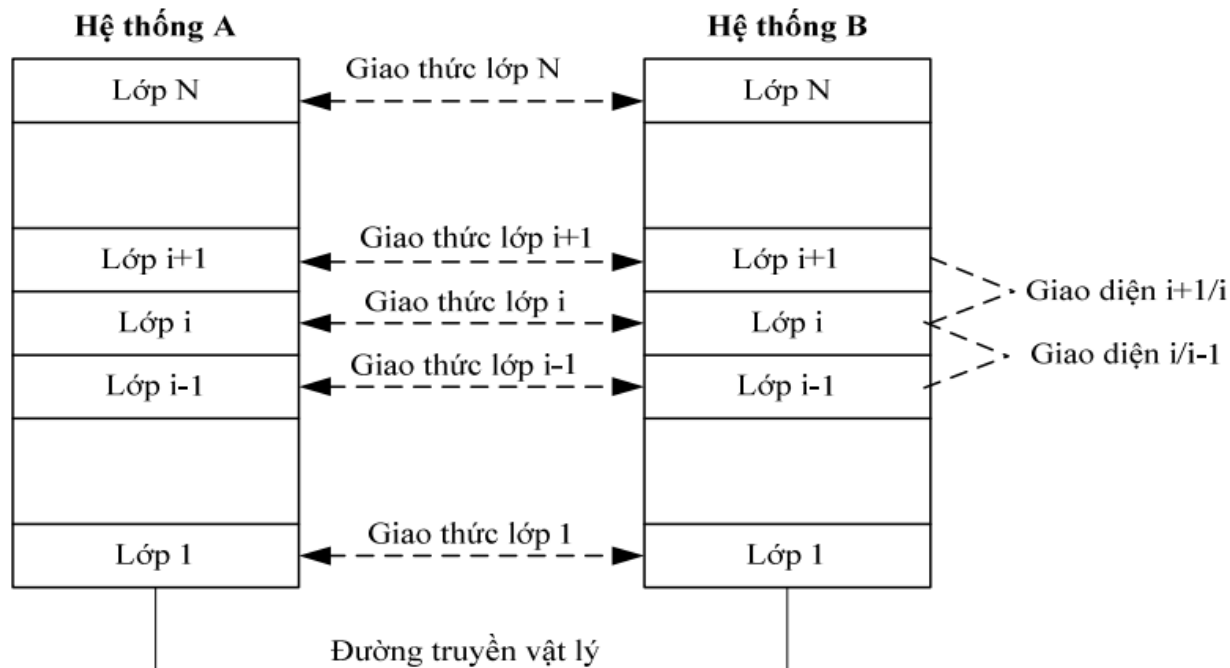 Hệ thống A
Hệ thống B
Lớp N
Giao thức lớp N
Lớp N
Lớp i+1
Giao thức lớp i+1
Lớp i+1
Giao diện i+1/i
Lớp i
Giao thức lớp i
Lớp i
Giao diện i/i-1
Lớp i-1
Giao thức lớp i-1
Lớp i-1
Lớp 1
Giao thức lớp 1
Lớp 1
Đường truyền vật lý